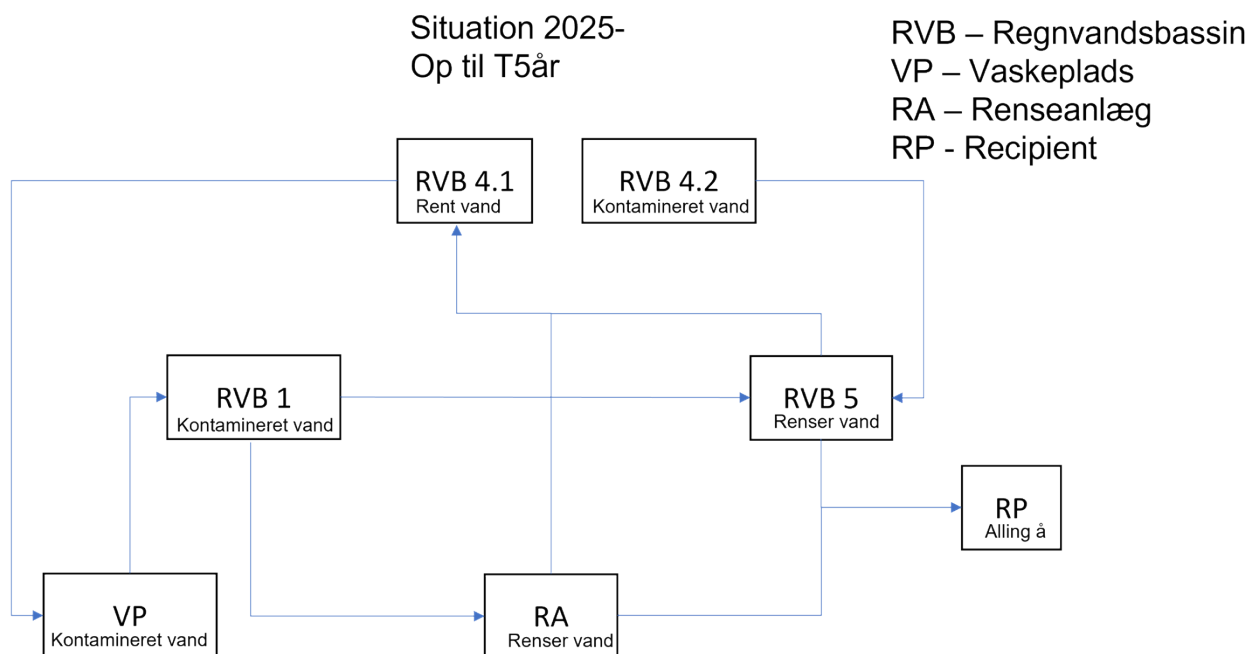 Situation 2025-
Op til T5år
RVB – Regnvandsbassin
VP – Vaskeplads
RA – Renseanlæg
RP - Recipient
RVB 4.1
Rent vand
RVB 4.2
Kontamineret vand
RVB 1
Kontamineret vand
RVB 5
Renser vand
RP
Alling å
VP
Kontamineret vand
RA
Renser vand